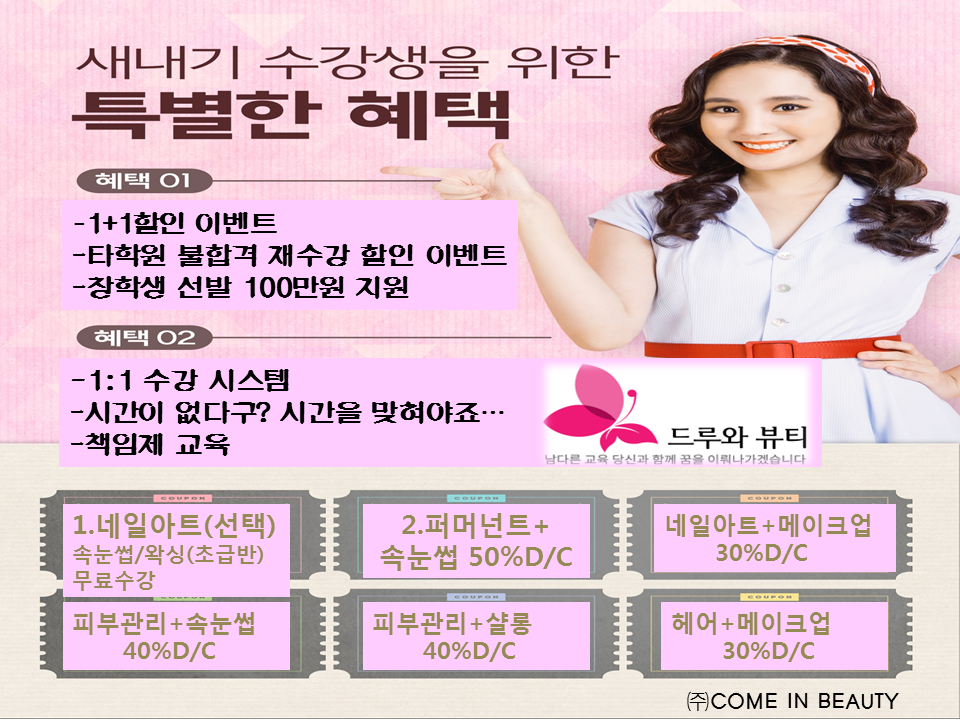 새내기 수강생을 위한
특별한 혜택
혜택 01
-1+1할인 이벤트
-타학원 불합격 재수강 할인 이벤트
-장학생 선발 100만원 지원
혜택 02
-1:1 수강 시스템
-시간이 없다구? 시간을 맞혀야죠…
-책임제 교육
드루와 뷰티
남다른 교육 당신과 함께 꿈을 이뤄나가겠습니다
COUPON
COUPON
COUPON
1.네일아트(선택)
속눈썹/왁싱(초급반)
무료수강
2.퍼머넌트+
속눈썹 50%D/C
네일아트+메이크업
30%D/C
COUPON
COUPON
COUPON
피부관리+속눈썹
40%D/C
피부관리+샬롱
40%D/C
헤어+메이크업
30%D/C
㈜COME IN BEAUTY